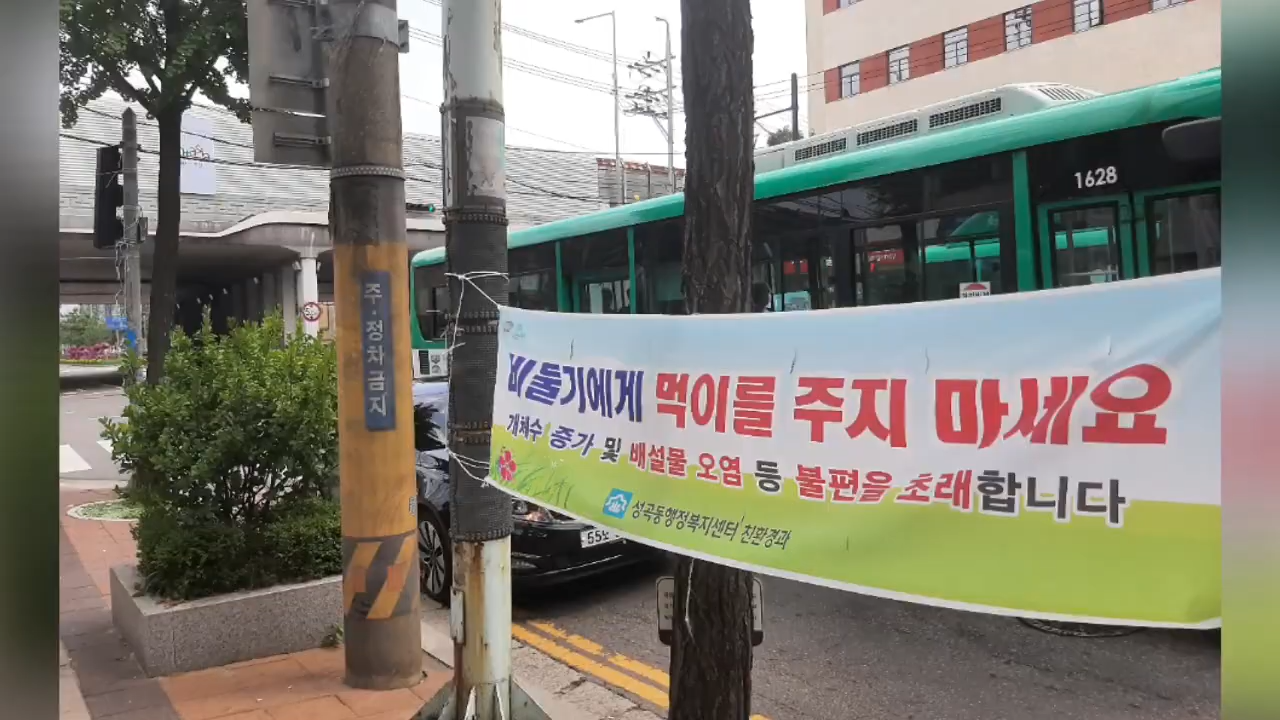 1628
주·정차금지
비둘기에게 먹이를 주지 마세요
개체수 증가 및 배설물 오염 등 불편을 초래합니다
성곡동행정복지센터 친환경과